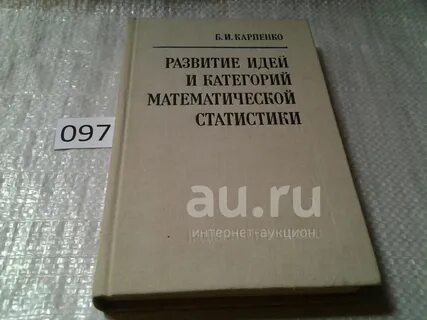 Б. И. КАРПЕНКО
РАЗВИТИЕ ИДЕЙ
И КАТЕГОРИЙ
МАТЕМАТИЧЕСКОЙ
СТАТИСТИКИ
097
au.ru
интернет-аукцион